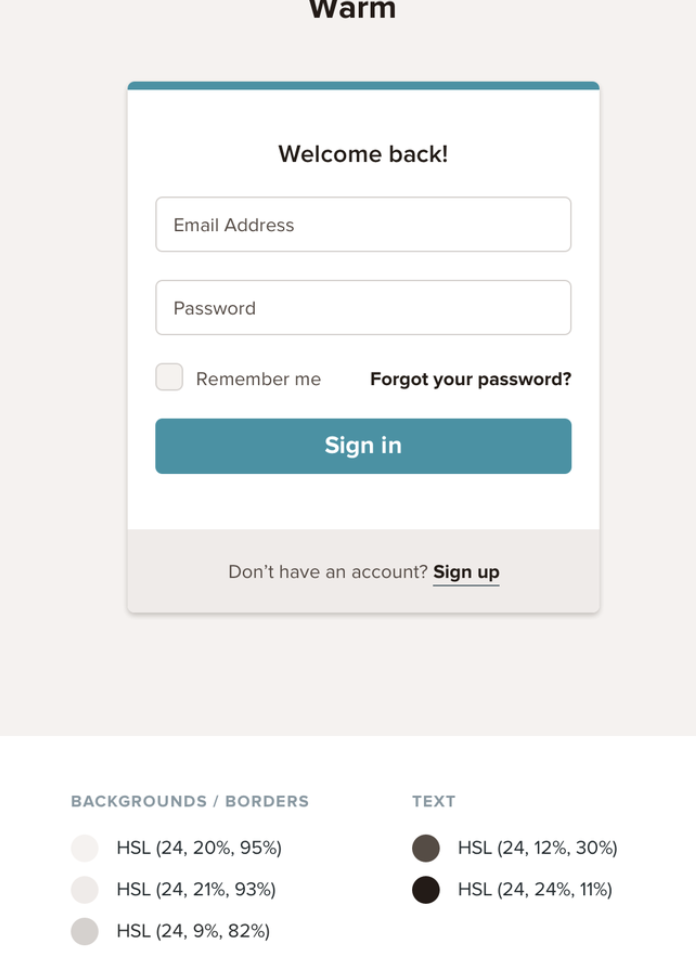 Warm
Welcome back!
Email Address
Password
Remember me Forgot your password?
Sign in
Don’t have an account? Sign up
BACKGROUNDS / BORDERS
HSL (24, 20%, 95%)
HSL (24, 21%, 93%)
HSL (24, 9%, 82%)
TEXT
HSL (24, 12%, 30%)
HSL (24, 24%, 11%)